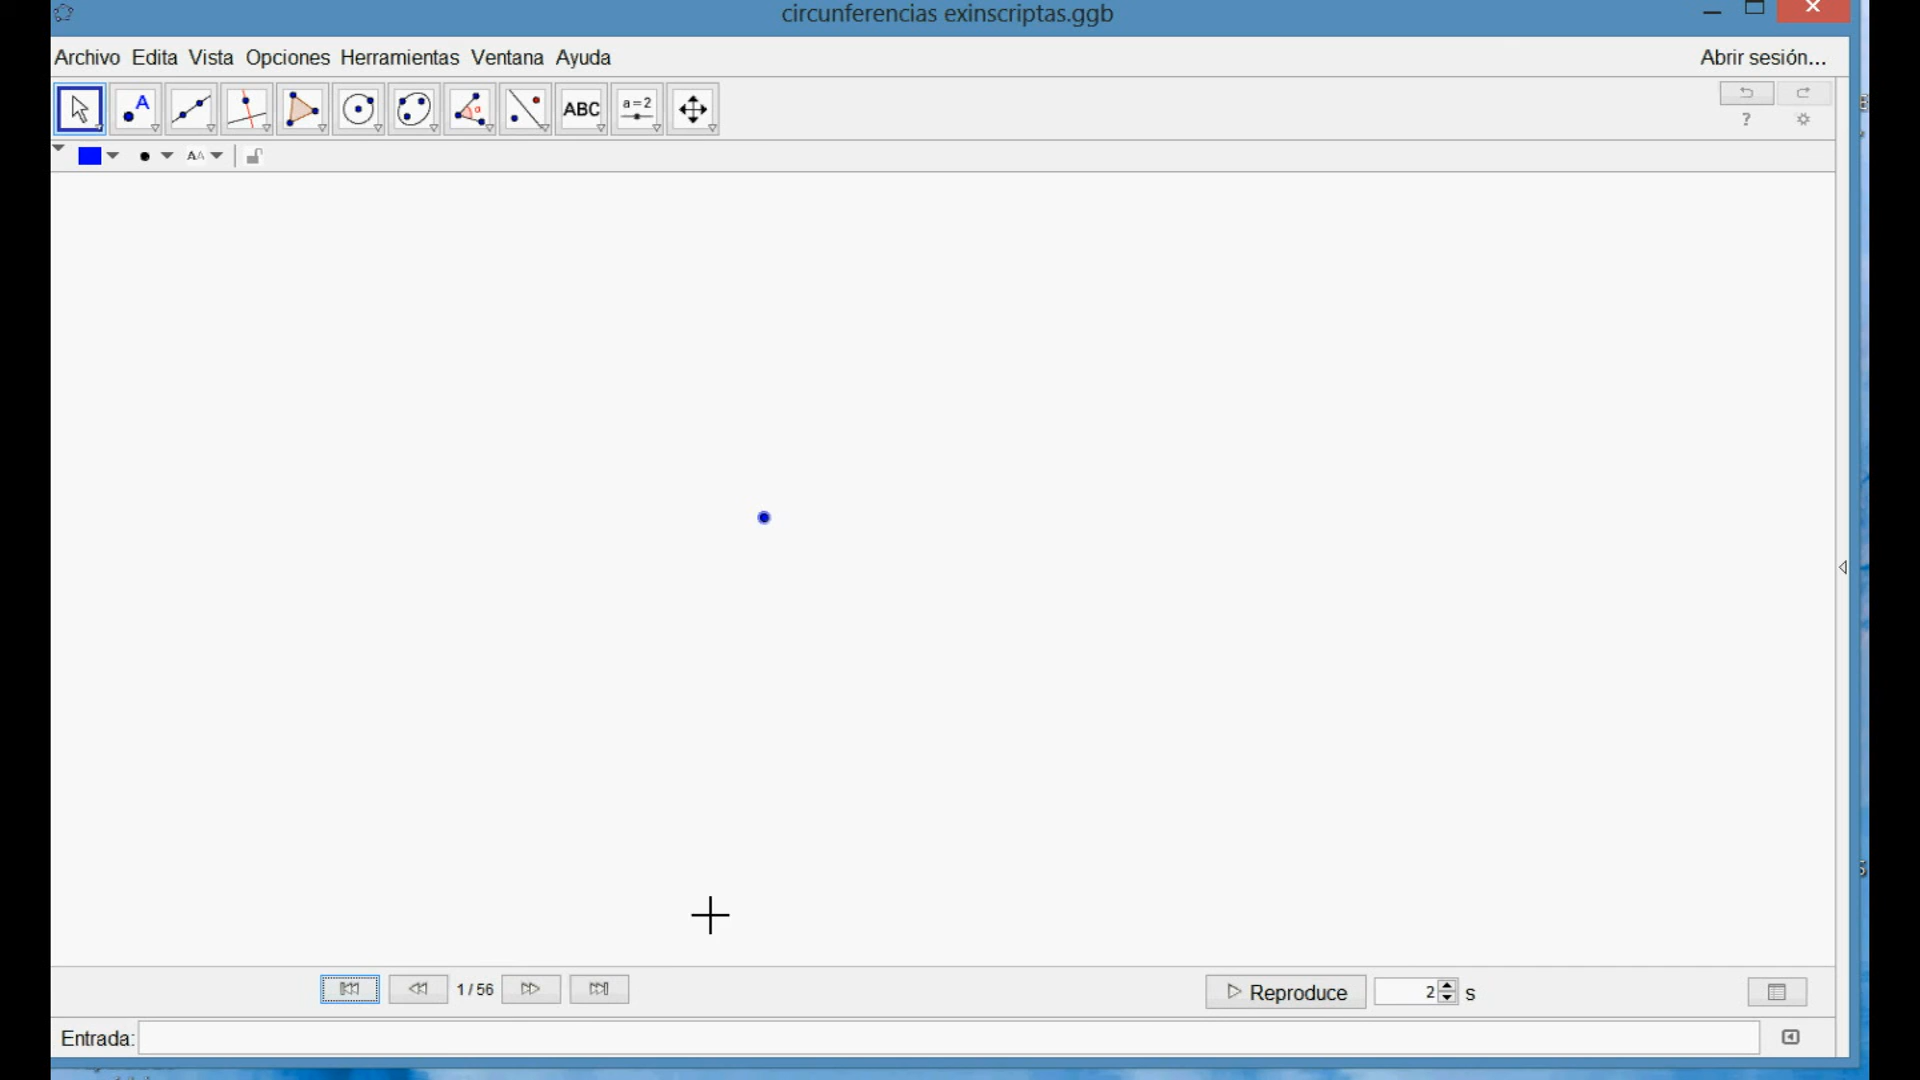 circunferencias exinscriptas.ggb
Archivo Edita Vista Opciones Herramientas Ventana Ayuda
Abrir sesión...
A
α
ABC
a=2
?
AA
1 / 56
Reproduce
2
s
Entrada: